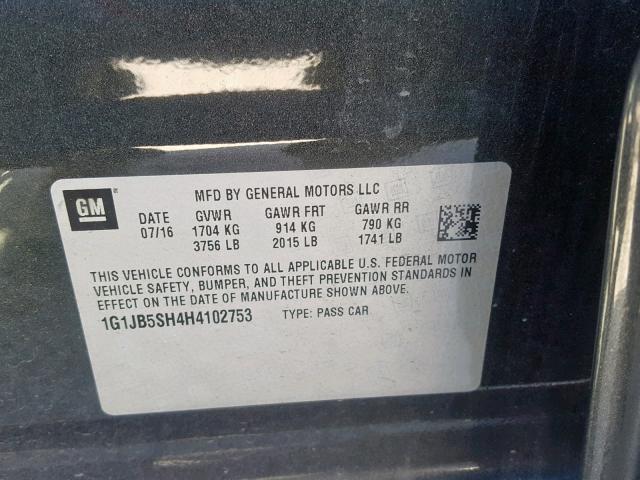 GM
MFD BY GENERAL MOTORS LLC
DATE GVWR GAWR FRT GAWR RR
07/16 1704 KG 914 KG 790 KG
3756 LB 2015 LB 1741 LB
THIS VEHICLE CONFORMS TO ALL APPLICABLE U.S. FEDERAL MOTOR
VEHICLE SAFETY, BUMPER, AND THEFT PREVENTION STANDARDS IN
EFFECT ON THE DATE OF MANUFACTURE SHOWN ABOVE.
1G1JB5SH4H4102753 TYPE: PASS CAR